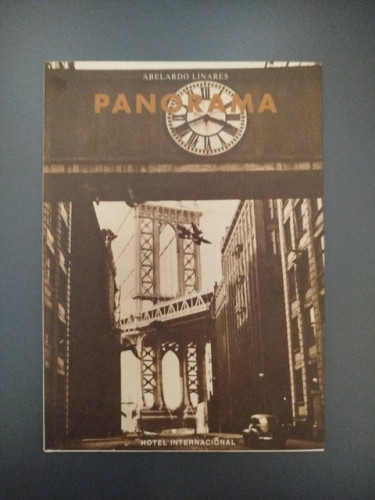 ABELARDO LINARES
PANORAMA
HOTEL INTERNACIONAL